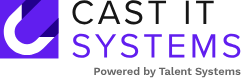 CAST IT
SYSTEMS
Powered by Talent Systems